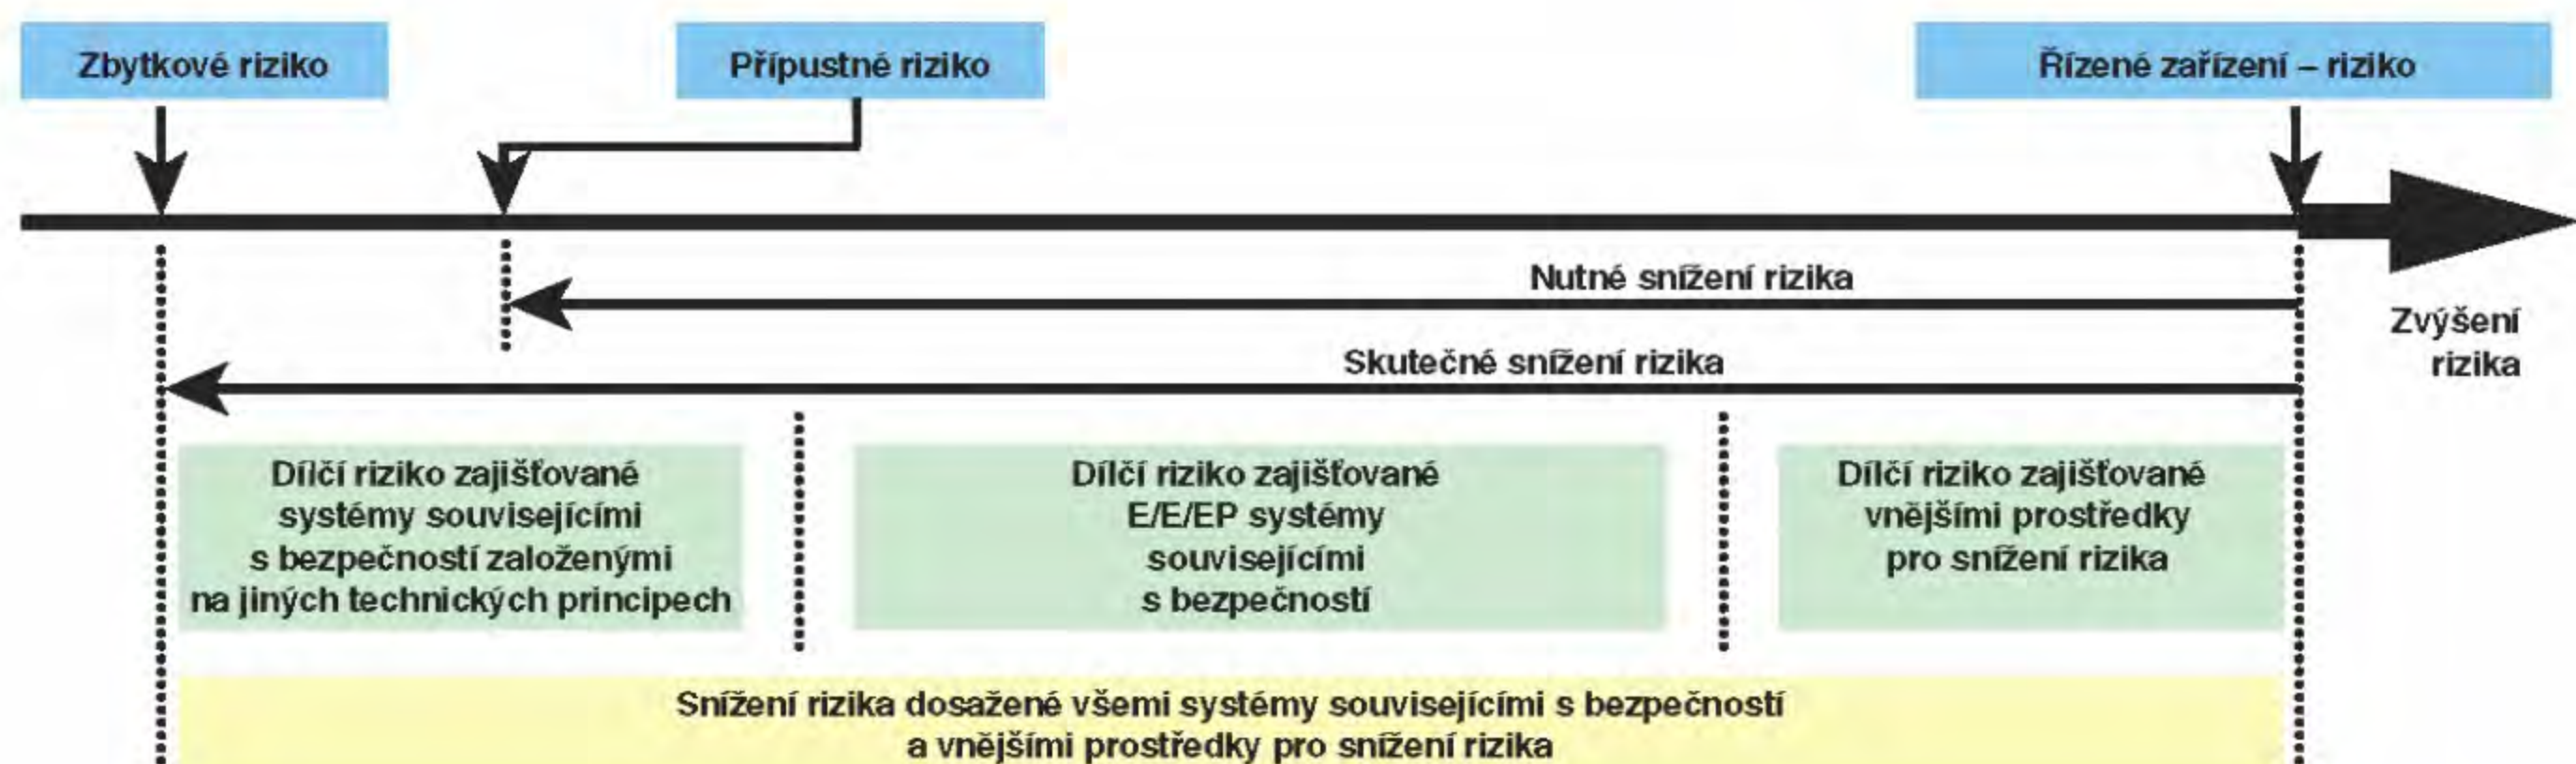 Zbytkové riziko
Přípustné riziko
Řízené zařízení – riziko
Nutné snížení rizika
Zvýšení
rizika
Skutečné snížení rizika
Dílčí riziko zajišťované
systémy souvisejícími
s bezpečností založenými
na jiných technických principech
Dílčí riziko zajišťované
E/E/EP systémy
souvisejícími
s bezpečností
Dílčí riziko zajišťované
vnějšími prostředky
pro snížení rizika
Snížení rizika dosažené všemi systémy souvisejícími s bezpečností
a vnějšími prostředky pro snížení rizika